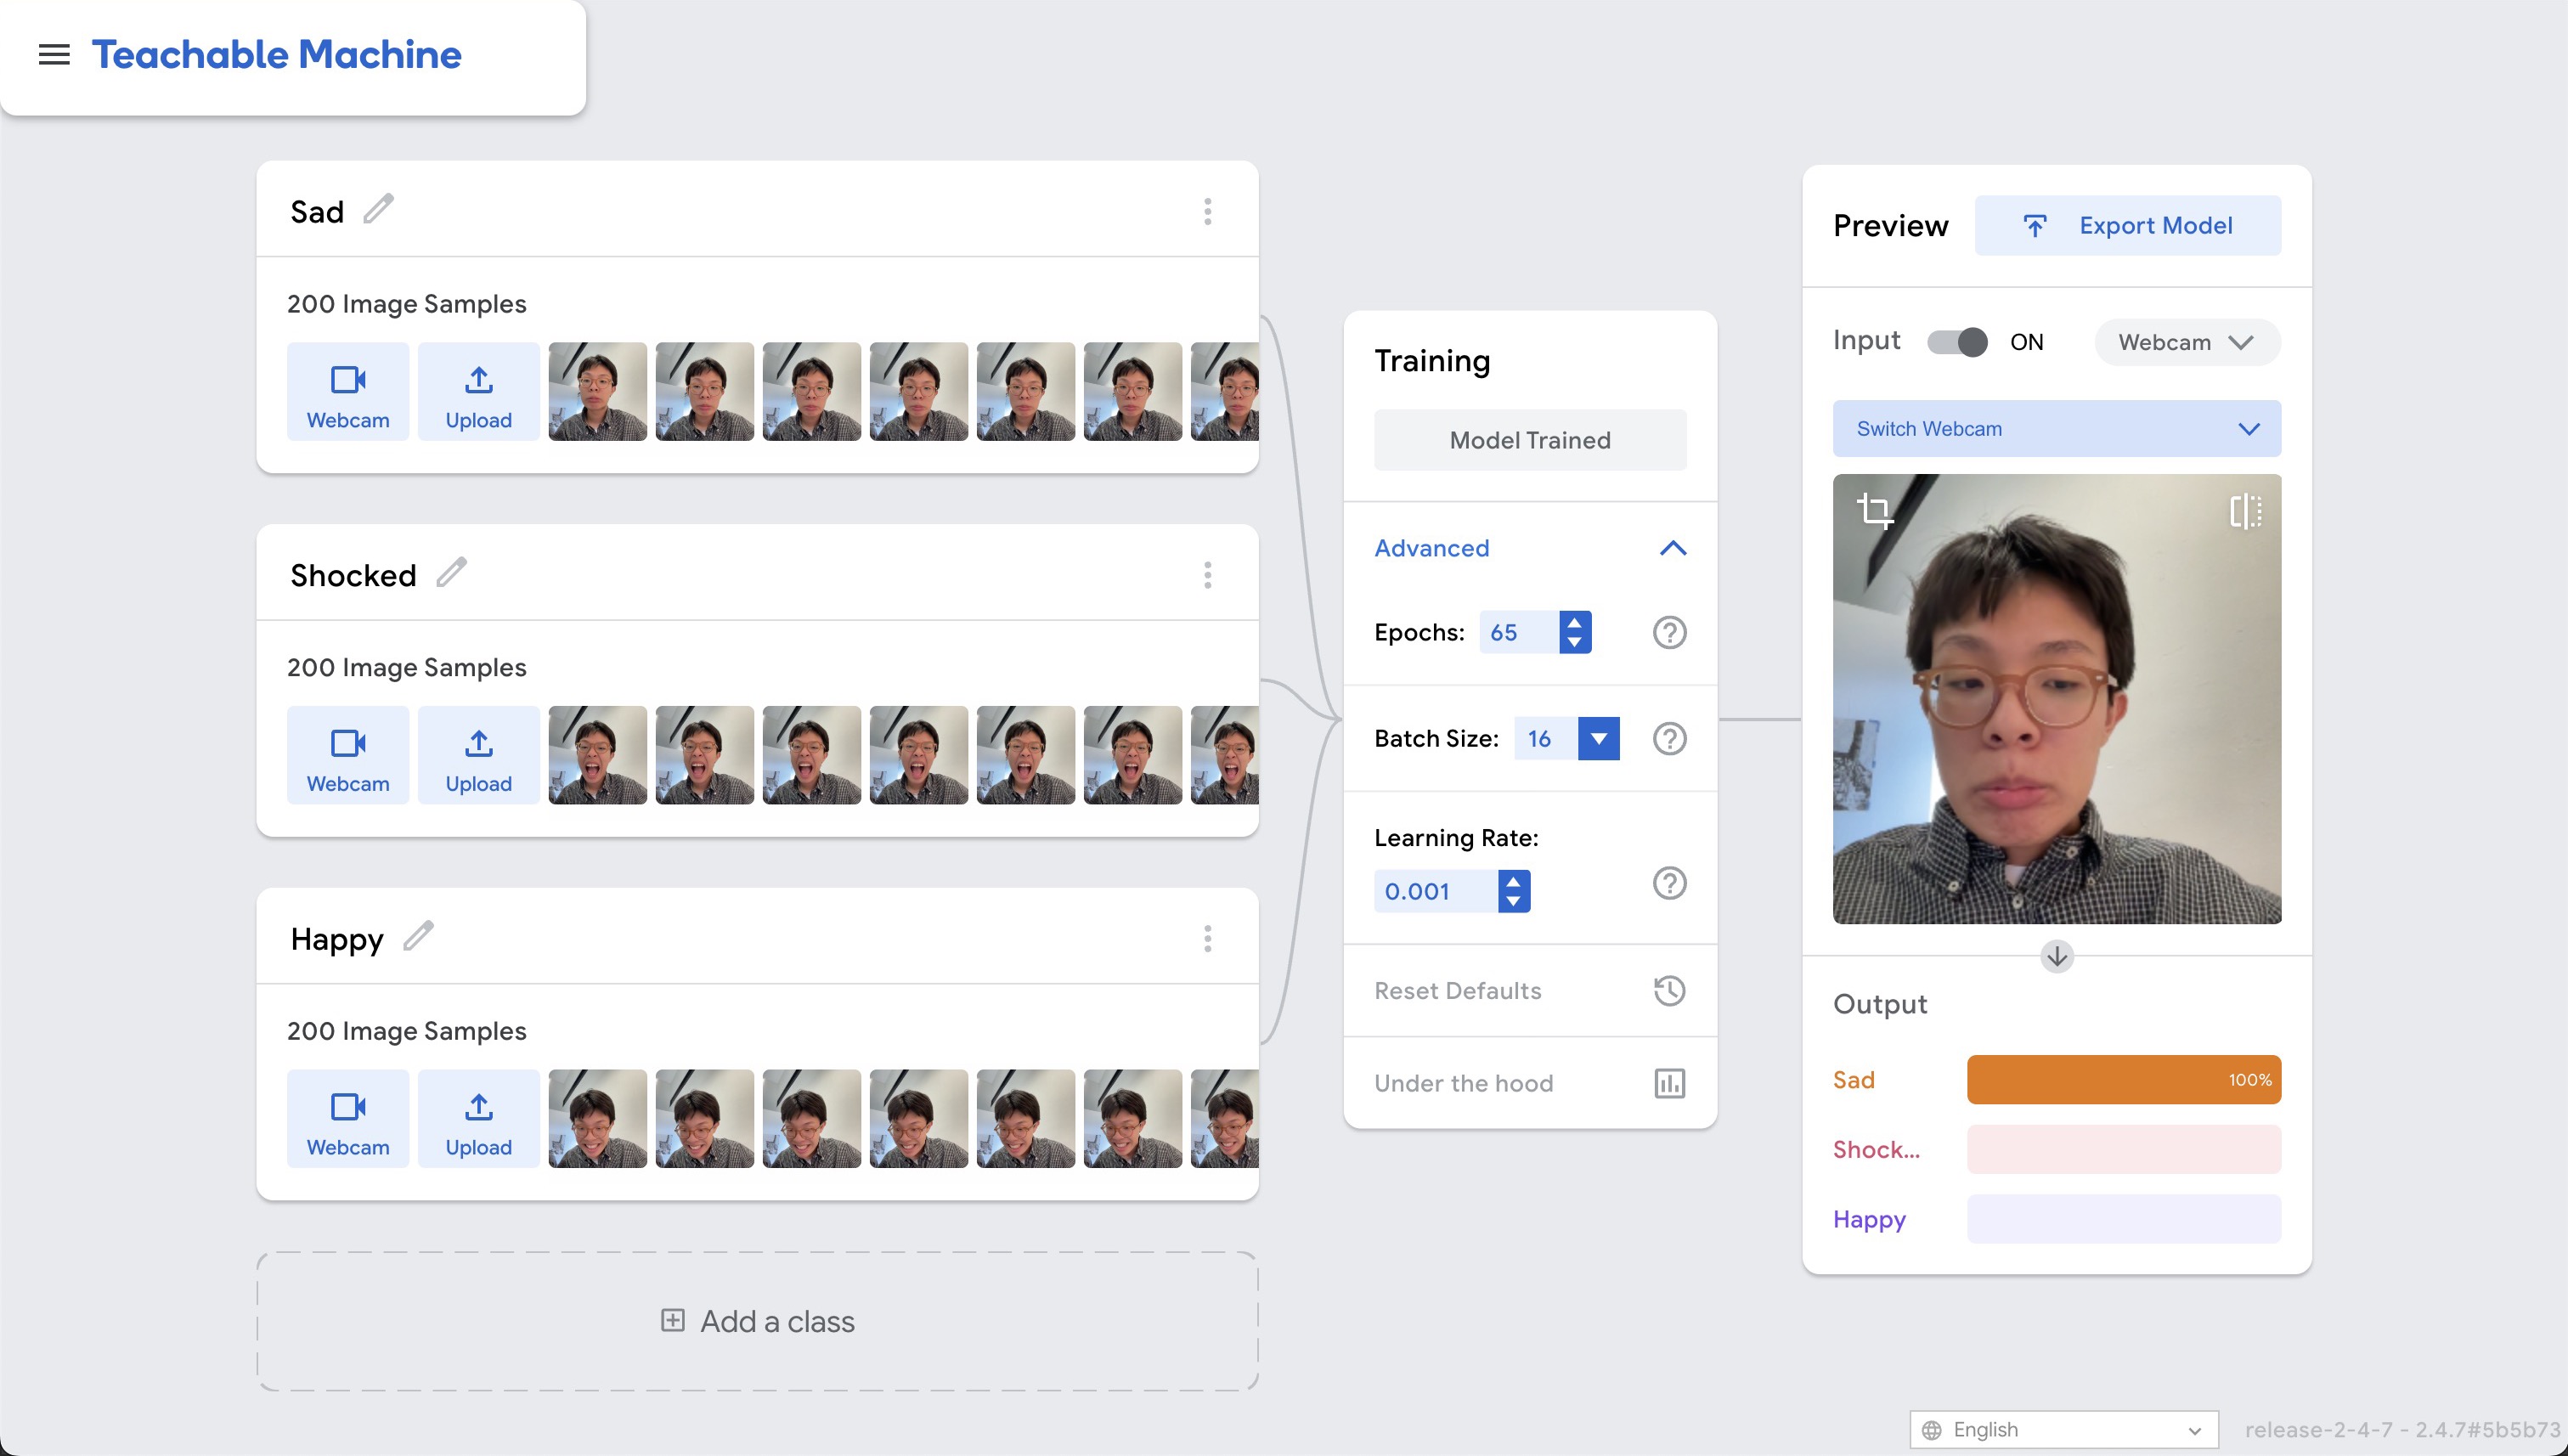 Teachable Machine
Sad
200 Image Samples
Webcam
Upload
Shocked
200 Image Samples
Webcam
Upload
Happy
200 Image Samples
Webcam
Upload
Add a class
Training
Model Trained
Advanced
Epochs: 65
Batch Size: 16
Learning Rate:
0.001
Reset Defaults
Under the hood
Preview
Export Model
Input ON Webcam
Switch Webcam
Output
Sad 100%
Shock...
Happy
English
release-2-4-7 - 2.4.7#5b5b73